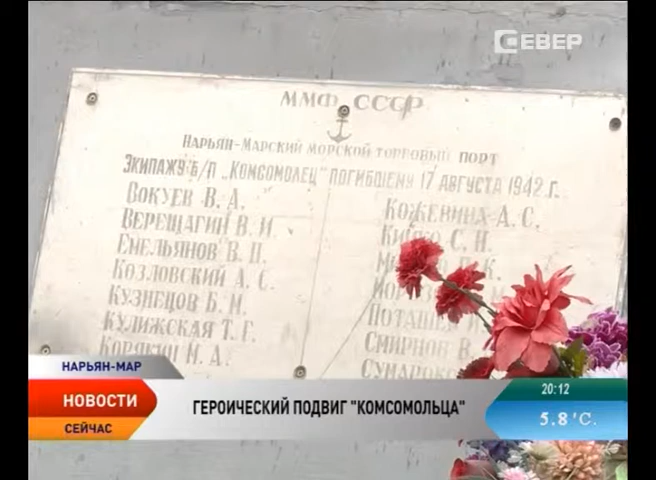 СЕВЕР
ММФ СССР
НАРЬЯН-МАРСКИЙ МОРСКОЙ ТОРГОВЫЙ ПОРТ
ЭКИПАЖУ Б/П „КОМСОМОЛЕЦ" ПОГИБШЕМУ 17 АВГУСТА 1942 Г.
ВОКУЕВ В. А.
ВЕРЕЩАГИН В. И.
ЕМЕЛЬЯНОВ В. П.
КОЗЛОВСКИЙ А. С.
КУЗНЕЦОВ Б. М.
КУЛИЖСКАЯ Т. Г.
КОРЯКИН М. А.
КОЖЕВИНА А. С.
С. Н.
К.
СМИРНОВ В.
НАРЬЯН-МАР
НОВОСТИ
СЕЙЧАС
ГЕРОИЧЕСКИЙ ПОДВИГ "КОМСОМОЛЬЦА"
20:12
5.8°C.